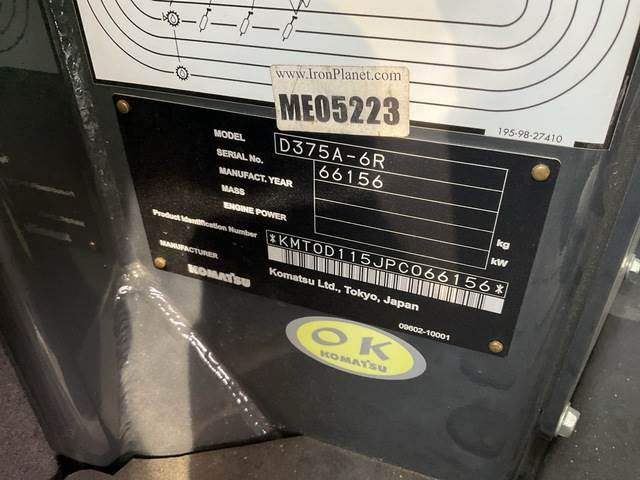 www.IronPlanet.com
ME05223
195-98-27410
MODEL D375A-6R
SERIAL No. 66156
MANUFACT. YEAR
MASS kg
ENGINE POWER kW
Product Identification Number *KMT0D115JPC066156*
MANUFACTURER Komatsu Ltd., Tokyo, Japan
KOMATSU
09602-10001
OK
KOMATSU